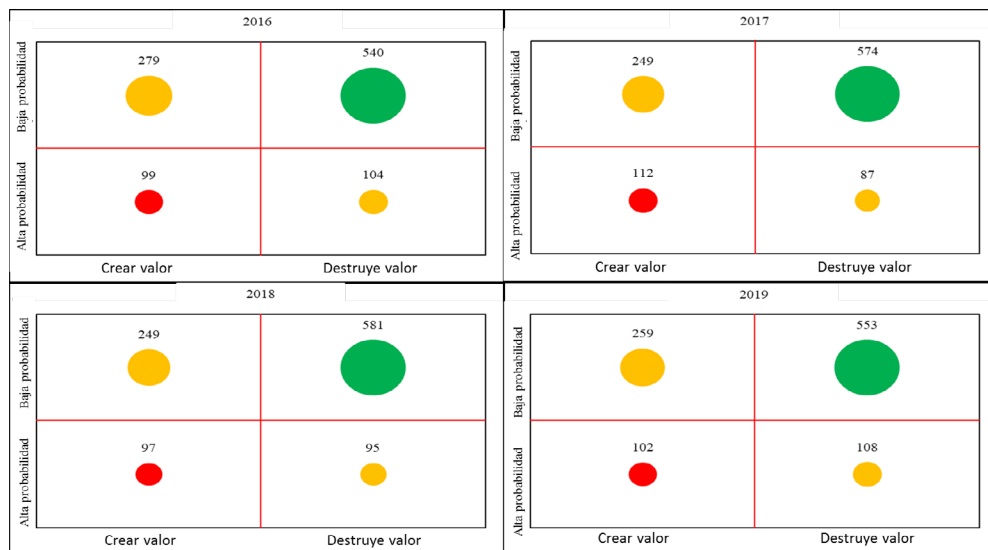 2016
Baja probabilidad
279
540
Alta probabilidad
99
104
Crear valor
Destruye valor
2017
Baja probabilidad
249
574
Alta probabilidad
112
87
Crear valor
Destruye valor
2018
Baja probabilidad
249
581
Alta probabilidad
97
95
Crear valor
Destruye valor
2019
Baja probabilidad
259
553
Alta probabilidad
102
108
Crear valor
Destruye valor